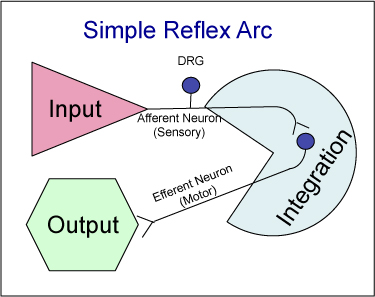 Simple Reflex Arc
DRG
Input
Afferent Neuron
(Sensory)
Integration
Efferent Neuron
(Motor)
Output